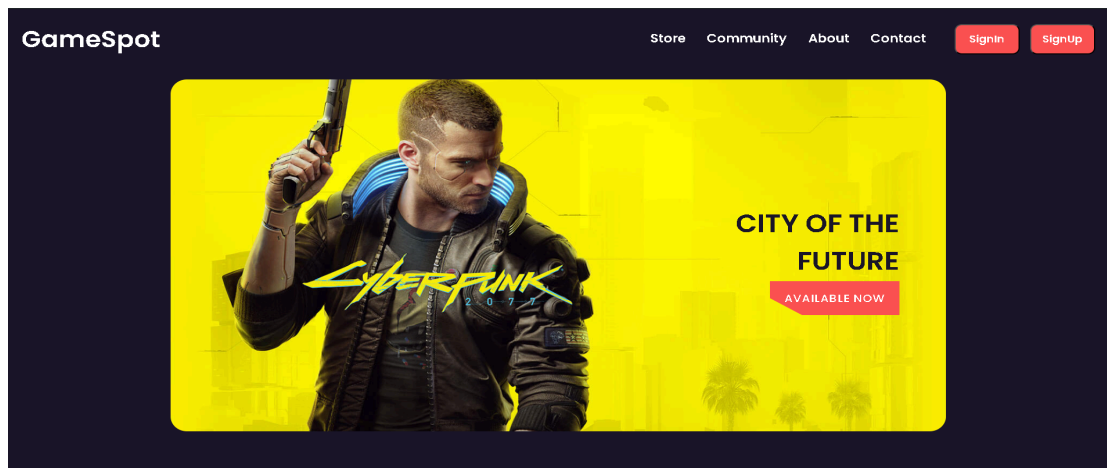 GameSpot
Store Community About Contact SignIn SignUp
CYBERPUNK
2077
CITY OF THE
FUTURE
AVAILABLE NOW